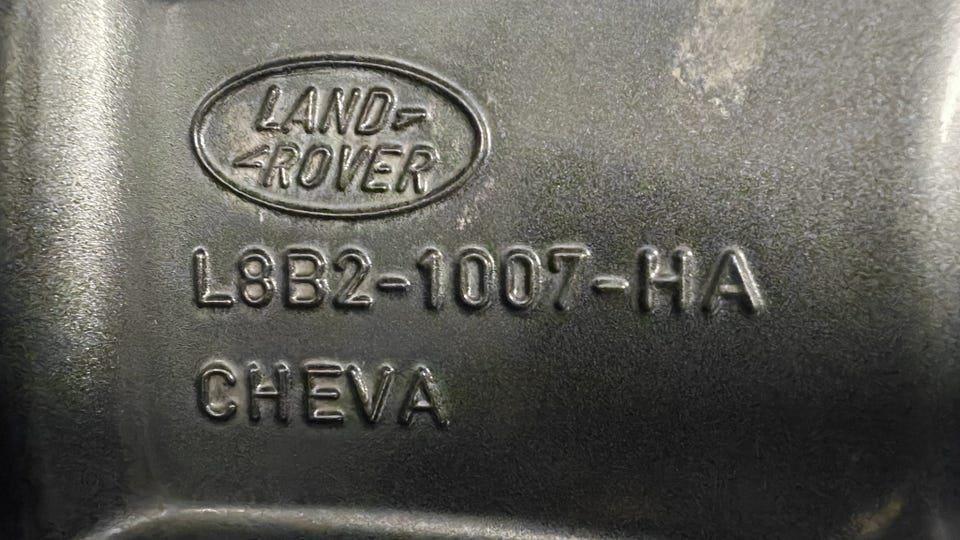 LAND
ROVER
L8B2-1007-HA
CHEVA